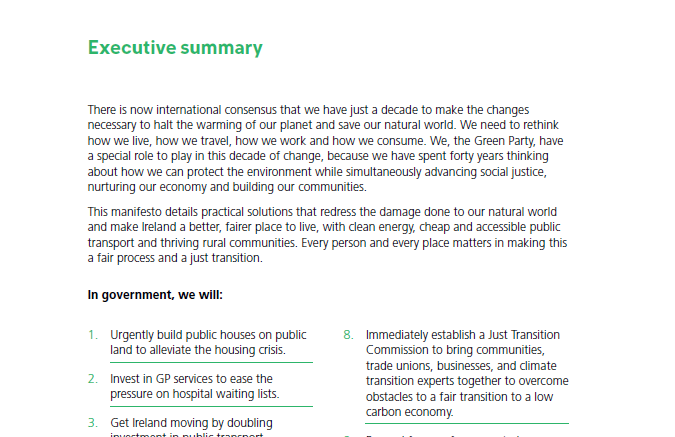 Executive summary
There is now international consensus that we have just a decade to make the changes
necessary to halt the warming of our planet and save our natural world. We need to rethink
how we live, how we travel, how we work and how we consume. We, the Green Party, have
a special role to play in this decade of change, because we have spent forty years thinking
about how we can protect the environment while simultaneously advancing social justice,
nurturing our economy and building our communities.
This manifesto details practical solutions that redress the damage done to our natural world
and make Ireland a better, fairer place to live, with clean energy, cheap and accessible public
transport and thriving rural communities. Every person and every place matters in making this
a fair process and a just transition.
In government, we will:
1. Urgently build public houses on public
land to alleviate the housing crisis.
2. Invest in GP services to ease the
pressure on hospital waiting lists.
3. Get Ireland moving by doubling
investment in public transport
8. Immediately establish a Just Transition
Commission to bring communities,
trade unions, businesses, and climate
transition experts together to overcome
obstacles to a fair transition to a low
carbon economy.